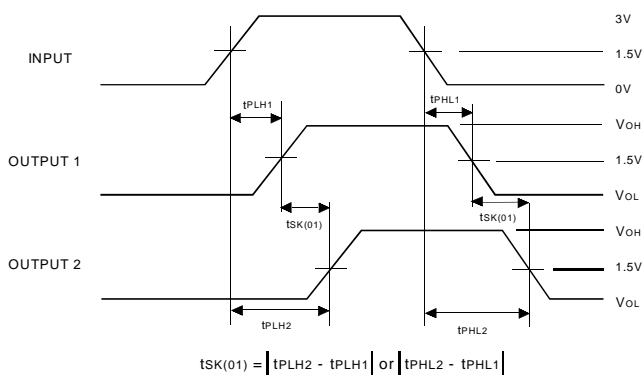 3V
INPUT
1.5V
0V
tPLH1
tPHL1
VOH
OUTPUT 1
1.5V
VOL
tSK(01)
tSK(01)
VOH
OUTPUT 2
1.5V
VOL
tPLH2
tPHL2
tSK(01) = |tPLH2 - tPLH1| or |tPHL2 - tPHL1|